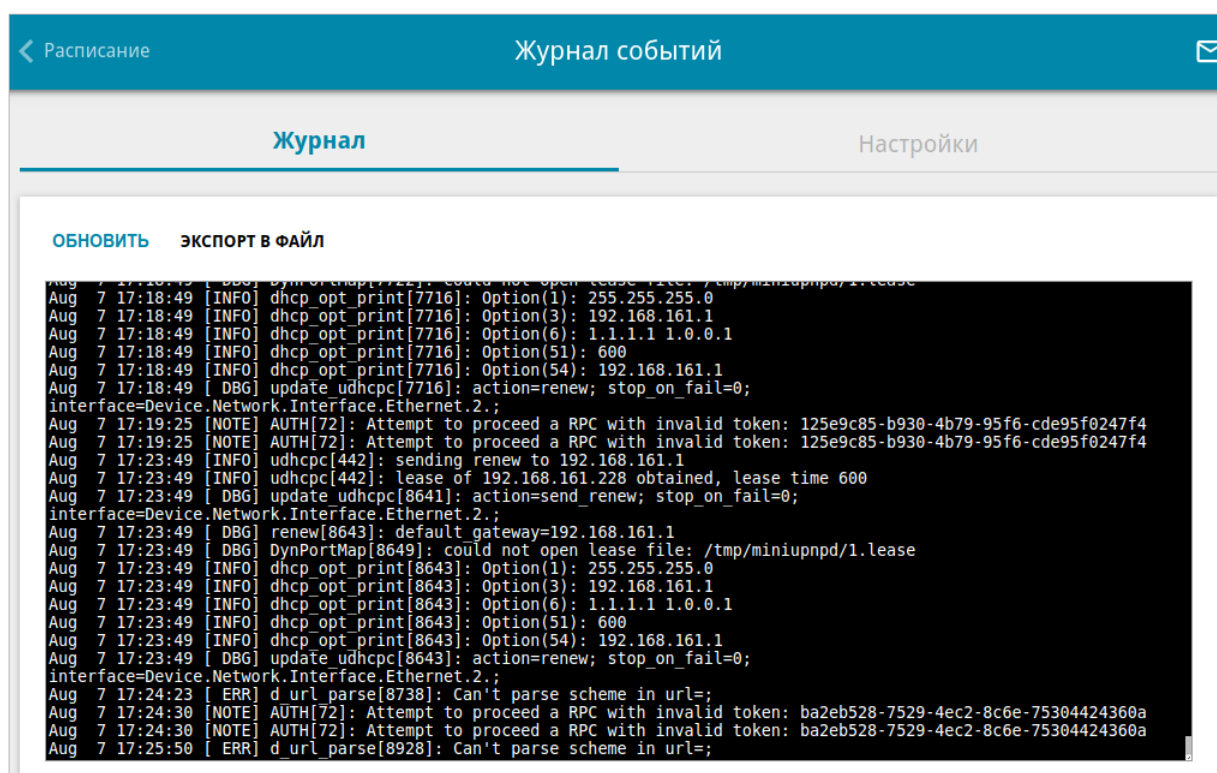 Расписание
Журнал событий
Журнал
Настройки
ОБНОВИТЬ ЭКСПОРТ В ФАЙЛ
Aug  7 17:18:49 [ DBG] DynPortMap[7722]: could not open lease file: /tmp/miniupnpd/1.lease
Aug  7 17:18:49 [INFO] dhcp_opt_print[7716]: Option(1): 255.255.255.0
Aug  7 17:18:49 [INFO] dhcp_opt_print[7716]: Option(3): 192.168.161.1
Aug  7 17:18:49 [INFO] dhcp_opt_print[7716]: Option(6): 1.1.1.1 1.0.0.1
Aug  7 17:18:49 [INFO] dhcp_opt_print[7716]: Option(51): 600
Aug  7 17:18:49 [INFO] dhcp_opt_print[7716]: Option(54): 192.168.161.1
Aug  7 17:18:49 [ DBG] update_udhcpc[7716]: action=renew; stop_on_fail=0;
interface=Device.Network.Interface.Ethernet.2.;
Aug  7 17:19:25 [NOTE] AUTH[72]: Attempt to proceed a RPC with invalid token: 125e9c85-b930-4b79-95f6-cde95f0247f4
Aug  7 17:19:25 [NOTE] AUTH[72]: Attempt to proceed a RPC with invalid token: 125e9c85-b930-4b79-95f6-cde95f0247f4
Aug  7 17:23:49 [INFO] udhcpc[442]: sending renew to 192.168.161.1
Aug  7 17:23:49 [INFO] udhcpc[442]: lease of 192.168.161.228 obtained, lease time 600
Aug  7 17:23:49 [ DBG] update_udhcpc[8641]: action=send_renew; stop_on_fail=0;
interface=Device.Network.Interface.Ethernet.2.;
Aug  7 17:23:49 [ DBG] renew[8643]: default_gateway=192.168.161.1
Aug  7 17:23:49 [ DBG] DynPortMap[8649]: could not open lease file: /tmp/miniupnpd/1.lease
Aug  7 17:23:49 [INFO] dhcp_opt_print[8643]: Option(1): 255.255.255.0
Aug  7 17:23:49 [INFO] dhcp_opt_print[8643]: Option(3): 192.168.161.1
Aug  7 17:23:49 [INFO] dhcp_opt_print[8643]: Option(6): 1.1.1.1 1.0.0.1
Aug  7 17:23:49 [INFO] dhcp_opt_print[8643]: Option(51): 600
Aug  7 17:23:49 [INFO] dhcp_opt_print[8643]: Option(54): 192.168.161.1
Aug  7 17:23:49 [ DBG] update_udhcpc[8643]: action=renew; stop_on_fail=0;
interface=Device.Network.Interface.Ethernet.2.;
Aug  7 17:24:23 [ ERR] d_url_parse[8738]: Can't parse scheme in url=;
Aug  7 17:24:30 [NOTE] AUTH[72]: Attempt to proceed a RPC with invalid token: ba2eb528-7529-4ec2-8c6e-75304424360a
Aug  7 17:24:30 [NOTE] AUTH[72]: Attempt to proceed a RPC with invalid token: ba2eb528-7529-4ec2-8c6e-75304424360a
Aug  7 17:25:50 [ ERR] d_url_parse[8928]: Can't parse scheme in url=;